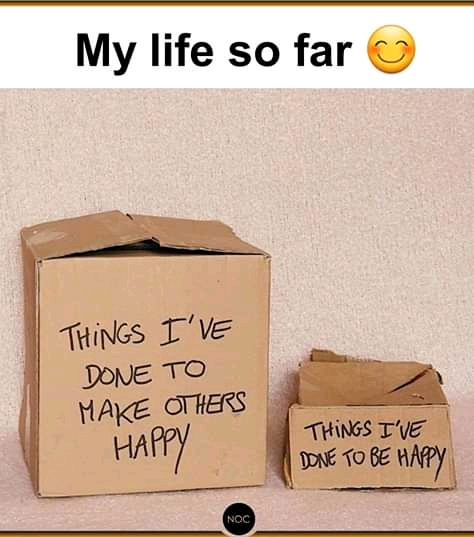 My life so far 😊
THINGS I'VE
DONE TO
MAKE OTHERS
HAPPY
THINGS I'VE
DONE TO BE HAPPY
NOC